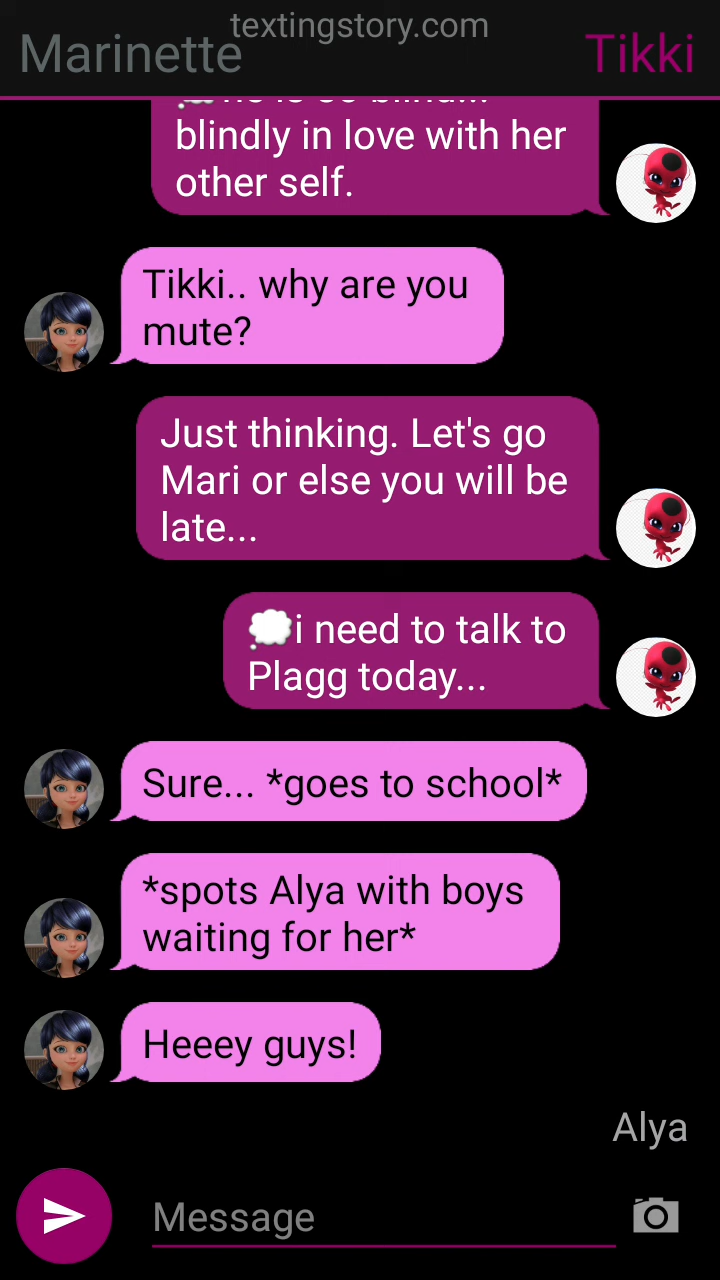 textingstory.com
Marinette
Tikki
blindly in love with her
other self.
Tikki.. why are you
mute?
Just thinking. Let's go
Mari or else you will be
late...
💭i need to talk to
Plagg today...
Sure... *goes to school*
*spots Alya with boys
waiting for her*
Heeey guys!
Alya
Message